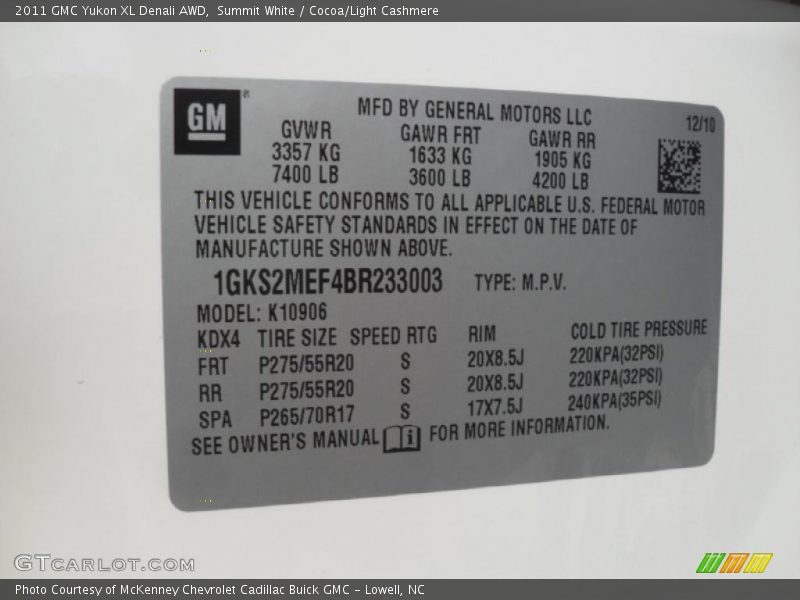 2011 GMC Yukon XL Denali AWD,  Summit White / Cocoa/Light Cashmere
GM®
MFD BY GENERAL MOTORS LLC
12/10
GVWR GAWR FRT GAWR RR
3357 KG 1633 KG 1905 KG
7400 LB 3600 LB 4200 LB
THIS VEHICLE CONFORMS TO ALL APPLICABLE U.S. FEDERAL MOTOR
VEHICLE SAFETY STANDARDS IN EFFECT ON THE DATE OF
MANUFACTURE SHOWN ABOVE.
1GKS2MEF4BR233003 TYPE: M.P.V.
MODEL: K10906
KDX4 TIRE SIZE SPEED RTG RIM COLD TIRE PRESSURE
FRT P275/55R20 S 20X8.5J 220KPA(32PSI)
RR P275/55R20 S 20X8.5J 220KPA(32PSI)
SPA P265/70R17 S 17X7.5J 240KPA(35PSI)
SEE OWNER'S MANUAL i FOR MORE INFORMATION.
GTCARLOT.COM
Photo Courtesy of McKenney Chevrolet Cadillac Buick GMC - Lowell, NC